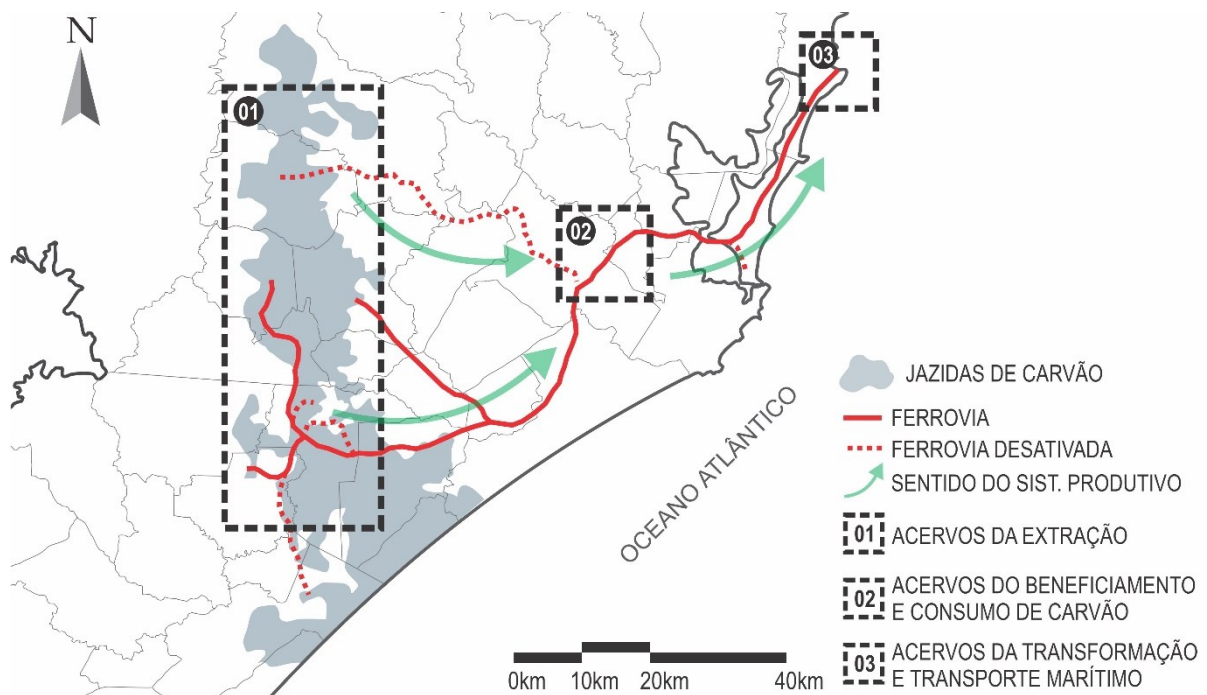 N
01
02
03
OCEANO ATLÂNTICO
JAZIDAS DE CARVÃO
FERROVIA
FERROVIA DESATIVADA
SENTIDO DO SIST. PRODUTIVO
01 ACERVOS DA EXTRAÇÃO
02 ACERVOS DO BENEFICIAMENTO
E CONSUMO DE CARVÃO
03 ACERVOS DA TRANSFORMAÇÃO
E TRANSPORTE MARÍTIMO
0km 10km 20km 40km